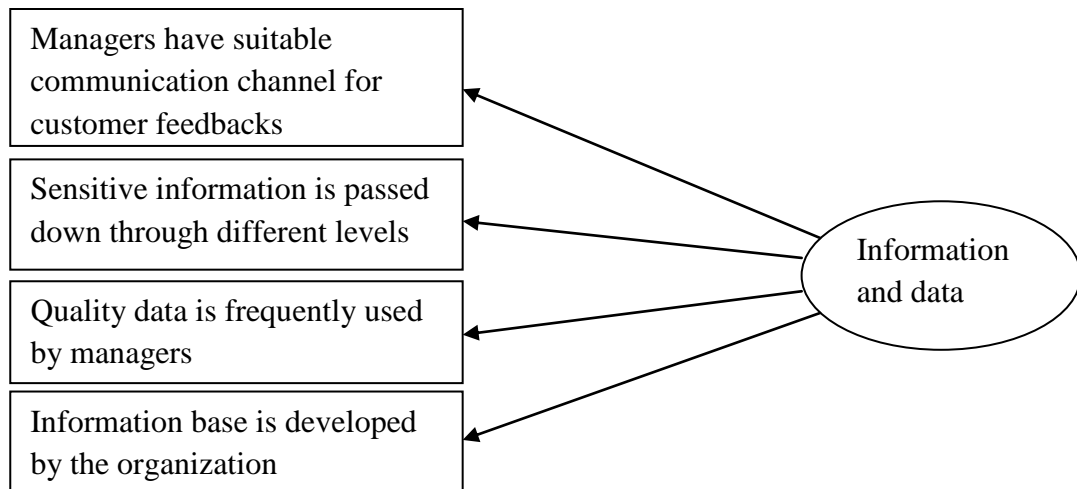 Managers have suitable
communication channel for
customer feedbacks
Sensitive information is passed
down through different levels
Quality data is frequently used
by managers
Information base is developed
by the organization
Information
and data